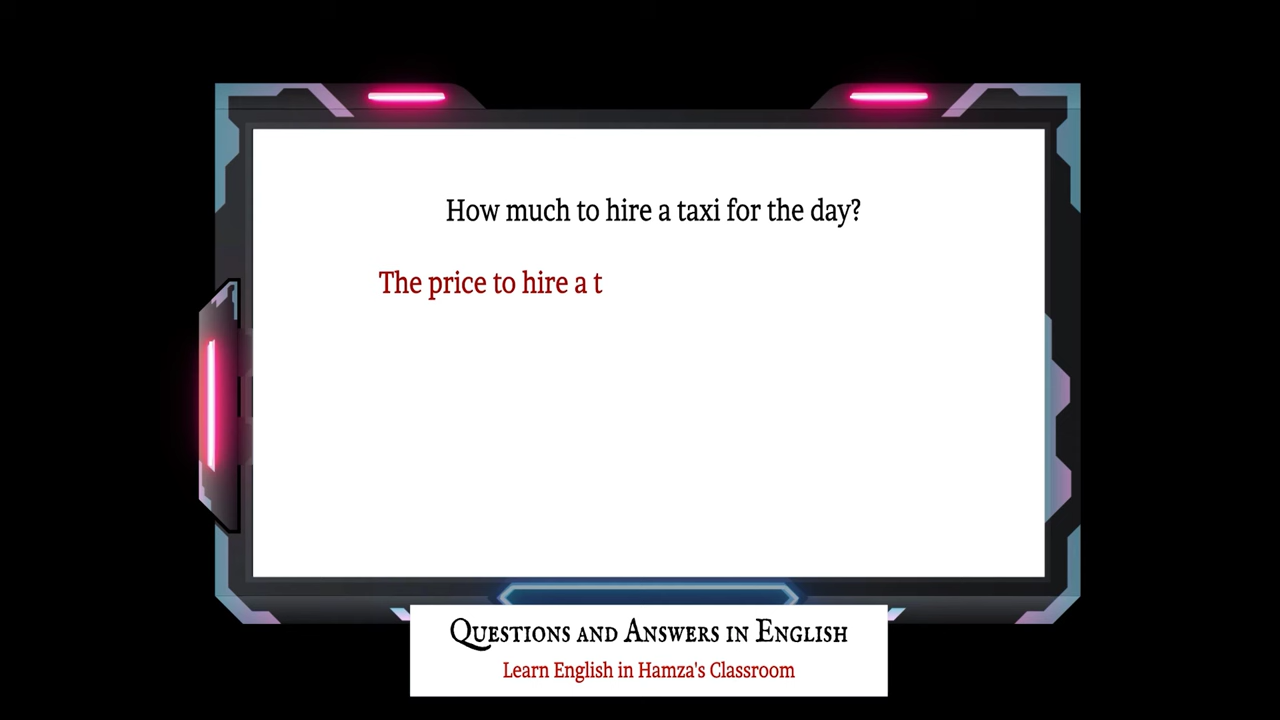 How much to hire a taxi for the day?
The price to hire a t
Questions and Answers in English
Learn English in Hamza's Classroom